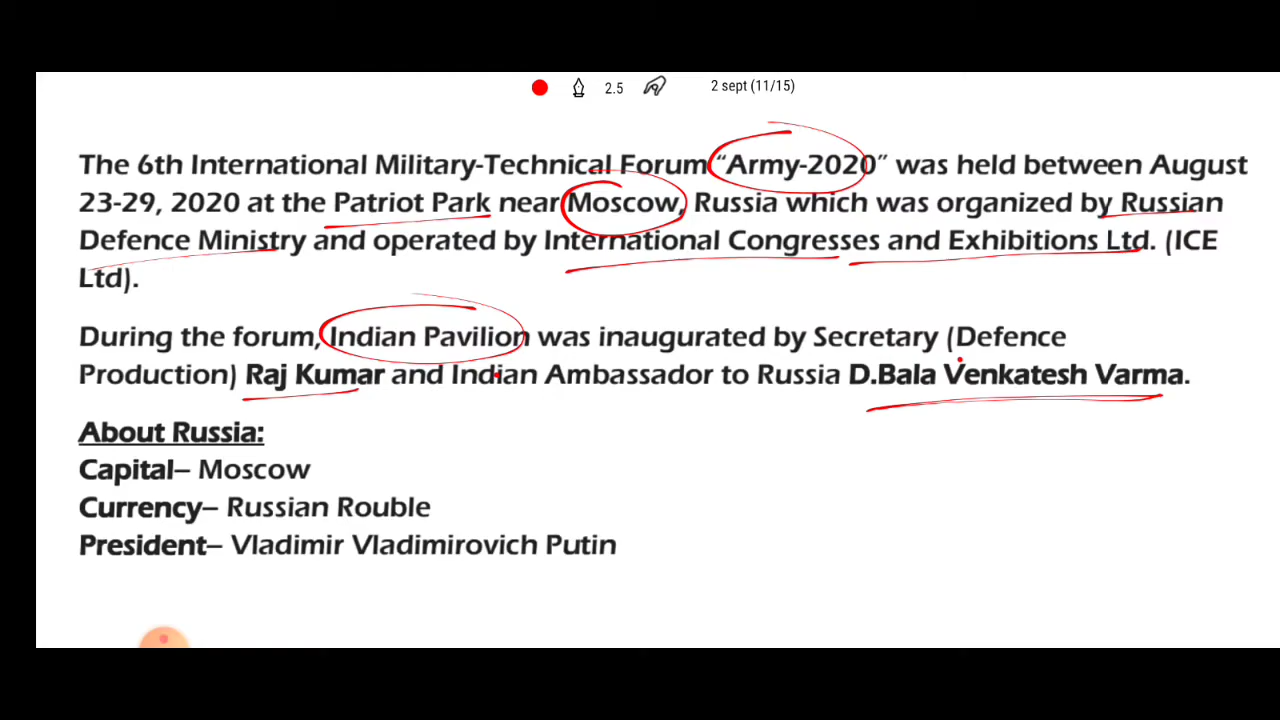 2.5 2 sept (11/15)
The 6th International Military-Technical Forum “Army-2020” was held between August
23-29, 2020 at the Patriot Park near Moscow, Russia which was organized by Russian
Defence Ministry and operated by International Congresses and Exhibitions Ltd. (ICE
Ltd).
During the forum, Indian Pavilion was inaugurated by Secretary (Defence
Production) Raj Kumar and Indian Ambassador to Russia D.Bala Venkatesh Varma.
About Russia:
Capital– Moscow
Currency– Russian Rouble
President– Vladimir Vladimirovich Putin